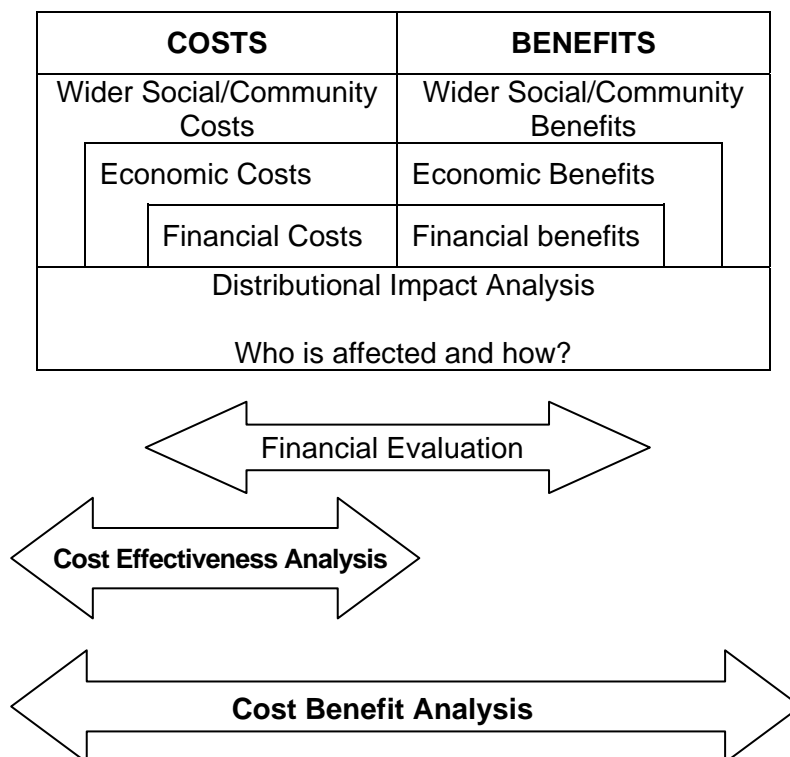 COSTS BENEFITS
Wider Social/Community Wider Social/Community
Costs Benefits
Economic Costs Economic Benefits
Financial Costs Financial benefits
Distributional Impact Analysis
Who is affected and how?
Financial Evaluation
Cost Effectiveness Analysis
Cost Benefit Analysis